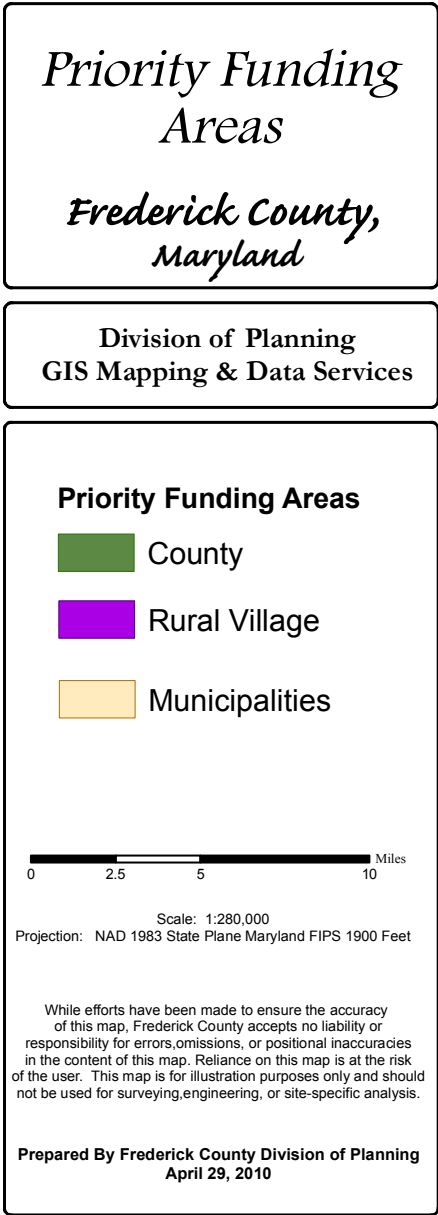 Priority Funding
Areas
Frederick County,
Maryland
Division of Planning
GIS Mapping & Data Services
Priority Funding Areas
County
Rural Village
Municipalities
Miles
0 2.5 5 10
Scale: 1:280,000
Projection: NAD 1983 State Plane Maryland FIPS 1900 Feet
While efforts have been made to ensure the accuracy
of this map, Frederick County accepts no liability or
responsibility for errors,omissions, or positional inaccuracies
in the content of this map. Reliance on this map is at the risk
of the user. This map is for illustration purposes only and should
not be used for surveying,engineering, or site-specific analysis.
Prepared By Frederick County Division of Planning
April 29, 2010